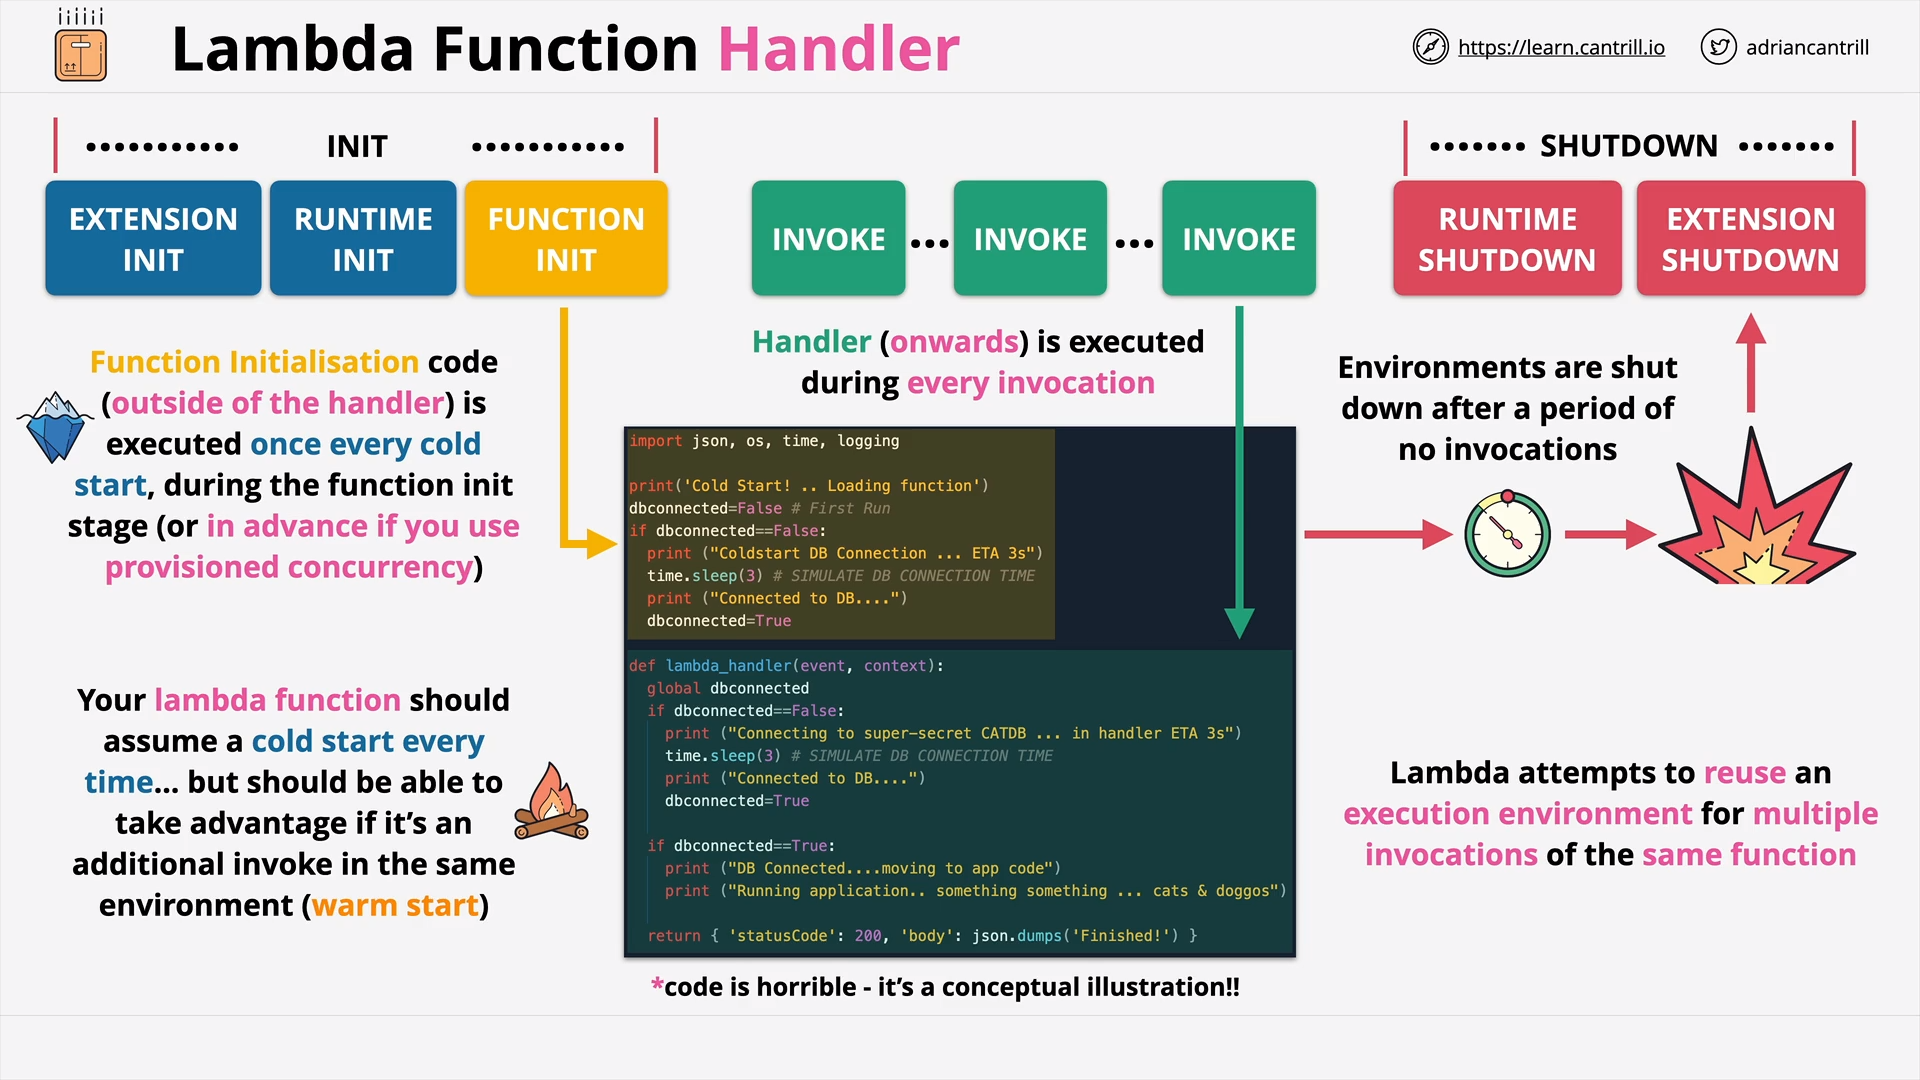 Lambda Function Handler
https://learn.cantrill.io
adriancantrill
INIT
EXTENSION
INIT
RUNTIME
INIT
FUNCTION
INIT
INVOKE
INVOKE
INVOKE
SHUTDOWN
RUNTIME
SHUTDOWN
EXTENSION
SHUTDOWN
Function Initialisation code
(outside of the handler) is
executed once every cold
start, during the function init
stage (or in advance if you use
provisioned concurrency)
Your lambda function should
assume a cold start every
time... but should be able to
take advantage if it’s an
additional invoke in the same
environment (warm start)
Handler (onwards) is executed
during every invocation
import json, os, time, logging
print('Cold Start! .. Loading function')
dbconnected=False # First Run
if dbconnected==False:
  print ("Coldstart DB Connection ... ETA 3s")
  time.sleep(3) # SIMULATE DB CONNECTION TIME
  print ("Connected to DB....")
  dbconnected=True
def lambda_handler(event, context):
  global dbconnected
  if dbconnected==False:
    print ("Connecting to super-secret CATDB ... in handler ETA 3s")
    time.sleep(3) # SIMULATE DB CONNECTION TIME
    print ("Connected to DB....")
    dbconnected=True
  if dbconnected==True:
    print ("DB Connected....moving to app code")
    print ("Running application.. something something ... cats & doggos")
  return { 'statusCode': 200, 'body': json.dumps('Finished!') }
*code is horrible - it’s a conceptual illustration!!
Environments are shut
down after a period of
no invocations
Lambda attempts to reuse an
execution environment for multiple
invocations of the same function